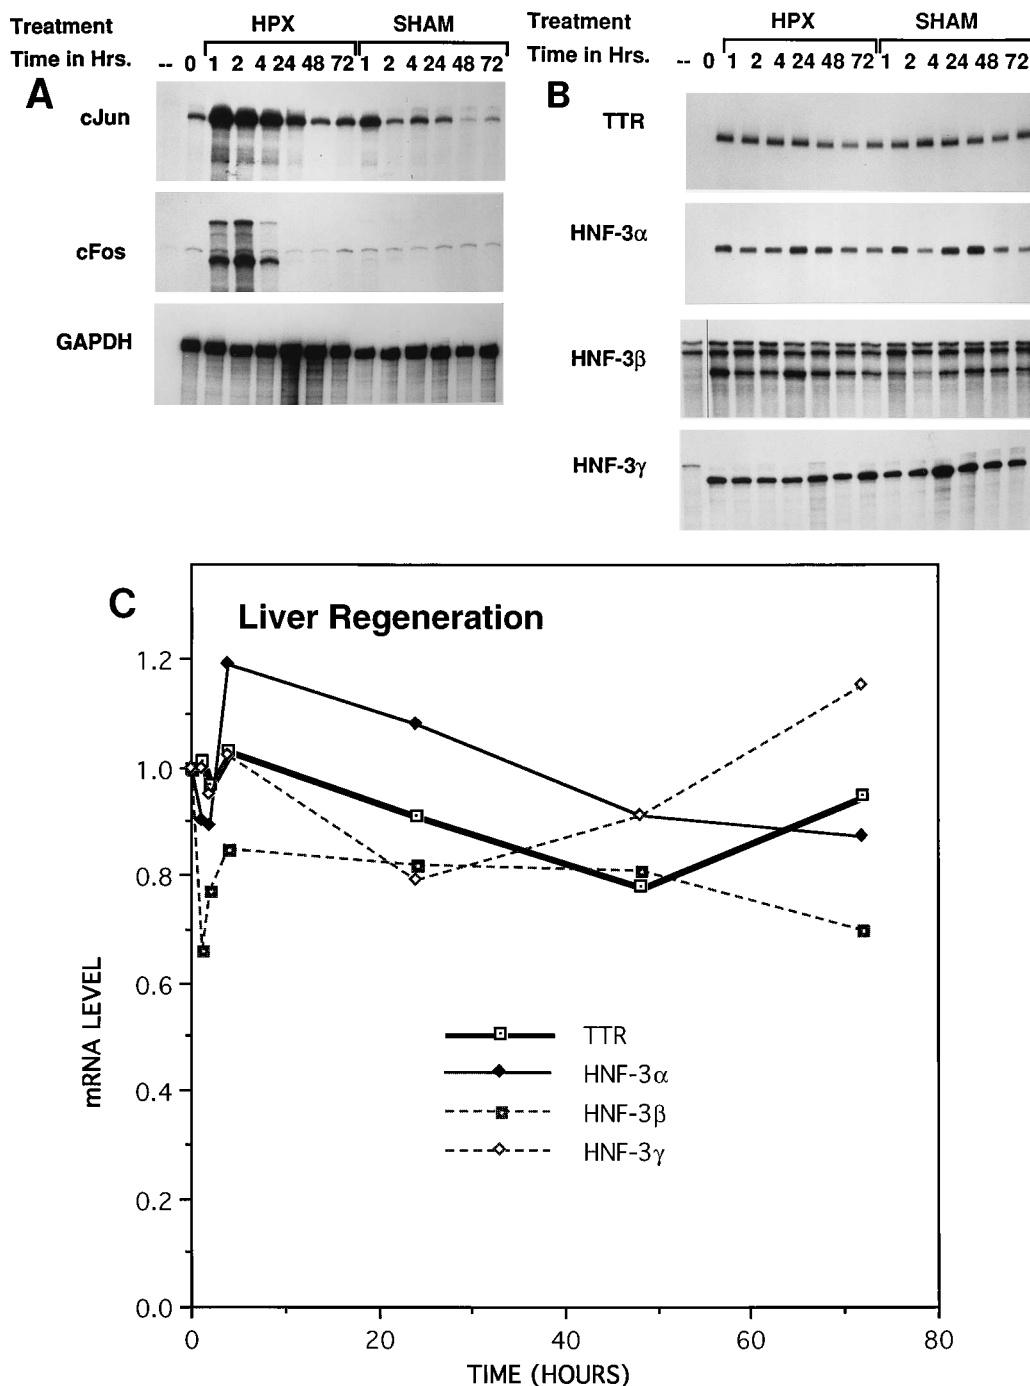 Treatment HPX SHAM
Time in Hrs. -- 0 1 2 4 24 48 72 1 2 4 24 48 72
A
cJun
cFos
GAPDH
Treatment HPX SHAM
Time in Hrs. -- 0 1 2 4 24 48 72 1 2 4 24 48 72
B
TTR
HNF-3α
HNF-3β
HNF-3γ
C
Liver Regeneration
1.2
1.0
0.8
0.6
0.4
0.2
0.0
mRNA LEVEL
TTR
HNF-3α
HNF-3β
HNF-3γ
0 20 40 60 80
TIME (HOURS)